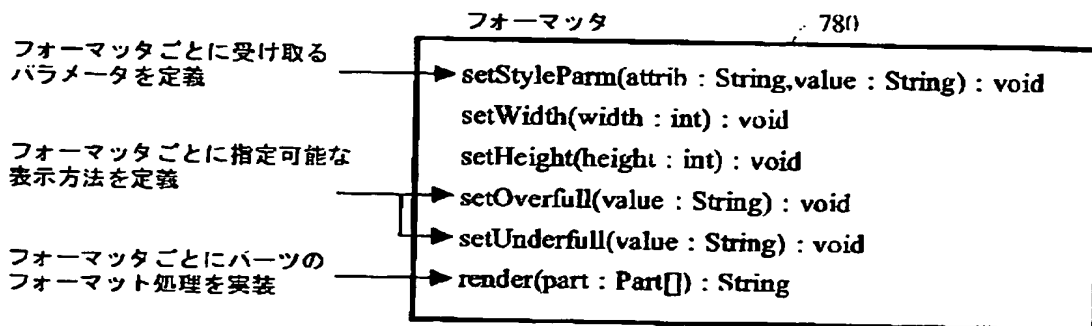 フォーマッタ 780
フォーマッタごとに受け取る
パラメータを定義
setStyleParm(attrib : String,value : String) : void
setWidth(width : int) : void
フォーマッタごとに指定可能な
表示方法を定義
setHeight(height : int) : void
setOverfull(value : String) : void
setUnderfull(value : String) : void
フォーマッタごとにパーツの
フォーマット処理を実装
render(part : Part[]) : String